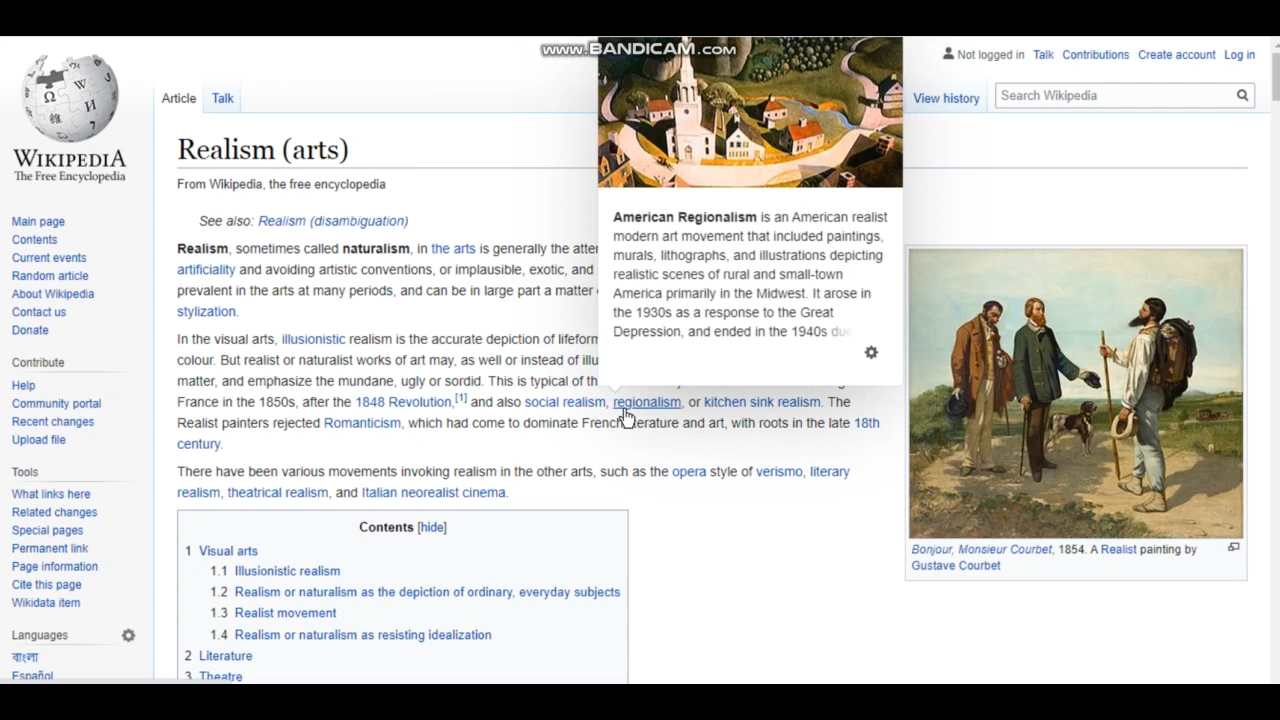 www.BANDICAM.com
Not logged in Talk Contributions Create account Log in
Article Talk View history Search Wikipedia
WIKIPEDIA
The Free Encyclopedia
Main page
Contents
Current events
Random article
About Wikipedia
Contact us
Donate
Contribute
Help
Community portal
Recent changes
Upload file
Tools
What links here
Related changes
Special pages
Permanent link
Page information
Cite this page
Wikidata item
Languages
বাংলা
Español
Realism (arts)
From Wikipedia, the free encyclopedia
See also: Realism (disambiguation)
Realism, sometimes called naturalism, in the arts is generally the
artificiality and avoiding artistic conventions, or implausible, exotic, and
prevalent in the arts at many periods, and can be in large part a matter
stylization.
In the visual arts, illusionistic realism is the accurate depiction of
colour. But realist or naturalist works of art may, as well or instead of
matter, and emphasize the mundane, ugly or sordid. This is typical of
France in the 1850s, after the 1848 Revolution,[1] and also social realism, regionalism, or kitchen sink realism. The
Realist painters rejected Romanticism, which had come to dominate French literature and art, with roots in the late 18th
century.
There have been various movements invoking realism in the other arts, such as the opera style of verismo, literary
realism, theatrical realism, and Italian neorealist cinema.
Contents [hide]
1 Visual arts
1.1 Illusionistic realism
1.2 Realism or naturalism as the depiction of ordinary, everyday subjects
1.3 Realist movement
1.4 Realism or naturalism as resisting idealization
2 Literature
3 Theatre
American Regionalism is an American realist
modern art movement that included paintings,
murals, lithographs, and illustrations depicting
realistic scenes of rural and small-town
America primarily in the Midwest. It arose in
the 1930s as a response to the Great
Depression, and ended in the 1940s due
Bonjour, Monsieur Courbet, 1854. A Realist painting by
Gustave Courbet